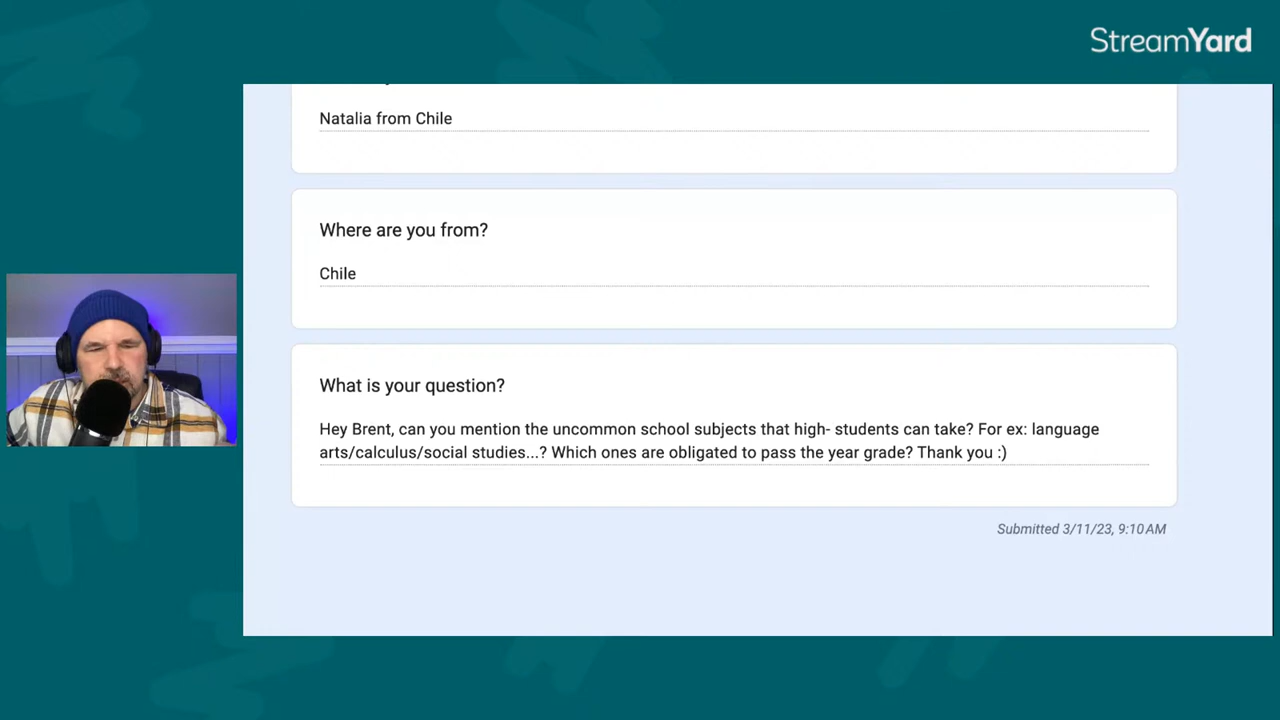 StreamYard
Natalia from Chile
Where are you from?
Chile
What is your question?
Hey Brent, can you mention the uncommon school subjects that high- students can take? For ex: language
arts/calculus/social studies...? Which ones are obligated to pass the year grade? Thank you :)
Submitted 3/11/23, 9:10 AM